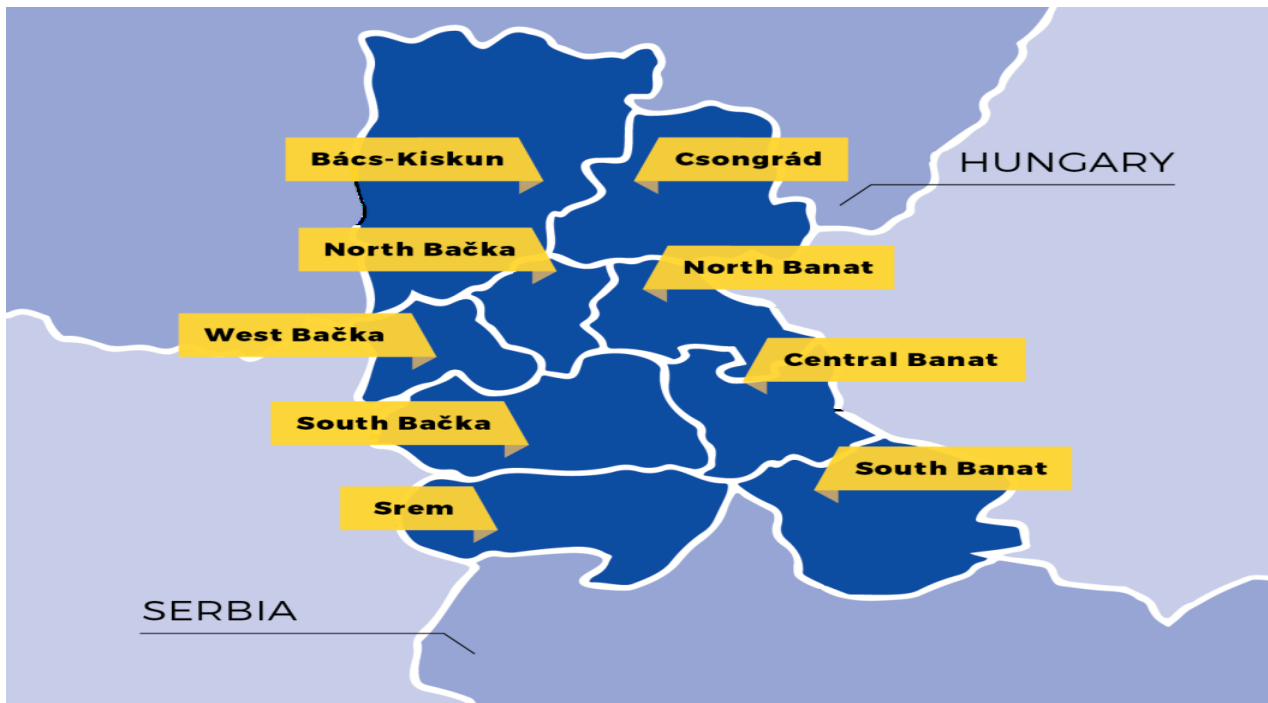 Bács-Kiskun
Csongrád
HUNGARY
North Bačka
North Banat
West Bačka
Central Banat
South Bačka
South Banat
Srem
SERBIA